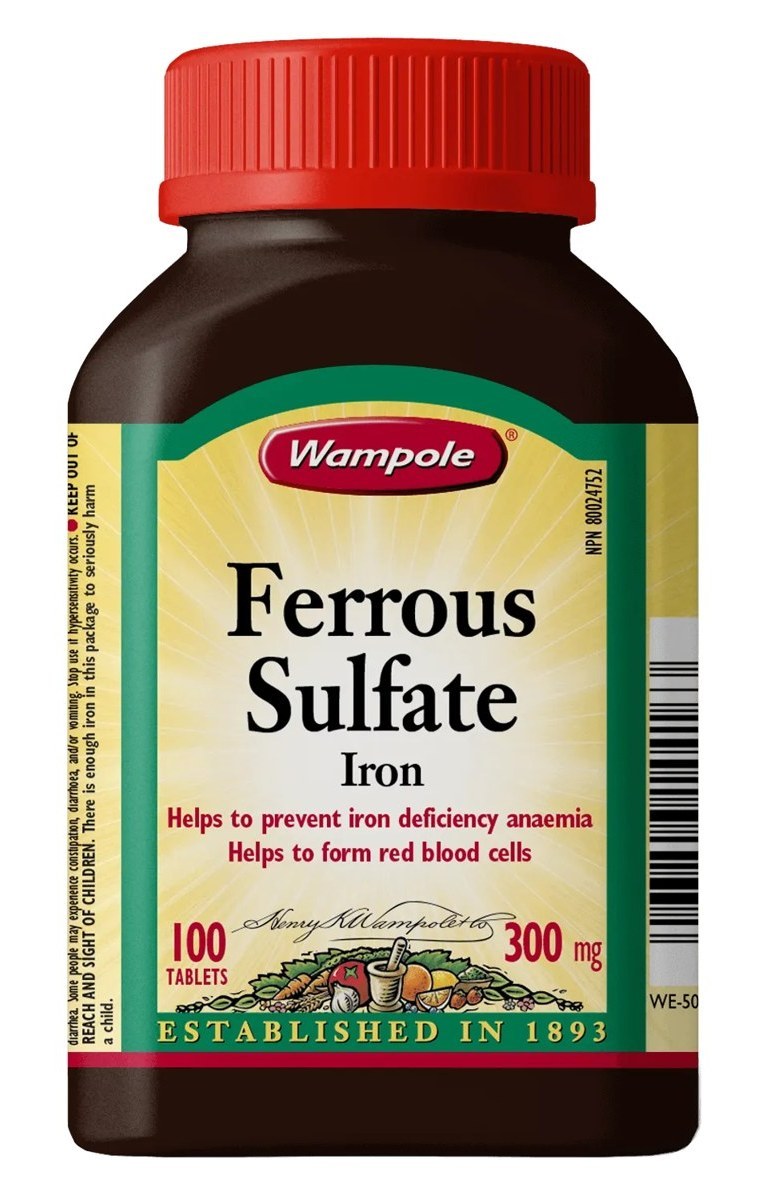 Wampole®
NPN 80024752
Ferrous
Sulfate
Iron
Helps to prevent iron deficiency anaemia
Helps to form red blood cells
Henry K Wampole & Co
100
TABLETS
300 mg
ESTABLISHED IN 1893
diarrhea. Some people may experience constipation, diarrhoea, and/or vomiting. Stop use if hypersensitivity occurs. ● KEEP OUT OF
REACH AND SIGHT OF CHILDREN. There is enough iron in this package to seriously harm
a child.
WE-50